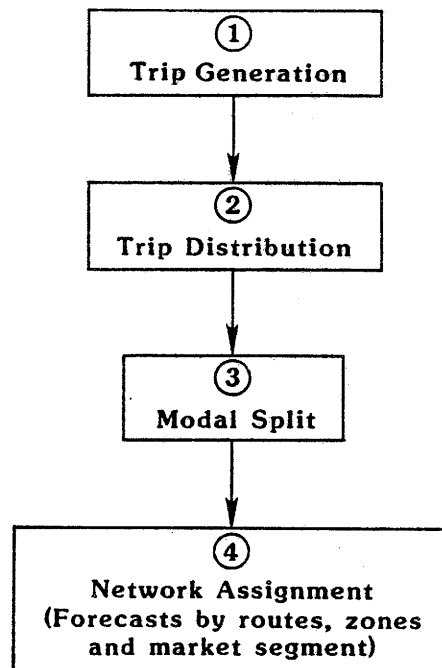 1
Trip Generation
2
Trip Distribution
3
Modal Split
4
Network Assignment
(Forecasts by routes, zones
and market segment)